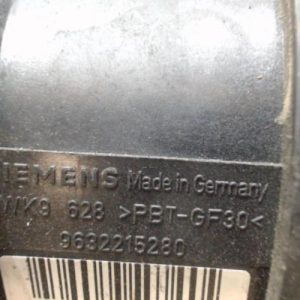 SIEMENS Made in Germany
5WK9 628 >PBT-GF30<
9632215280